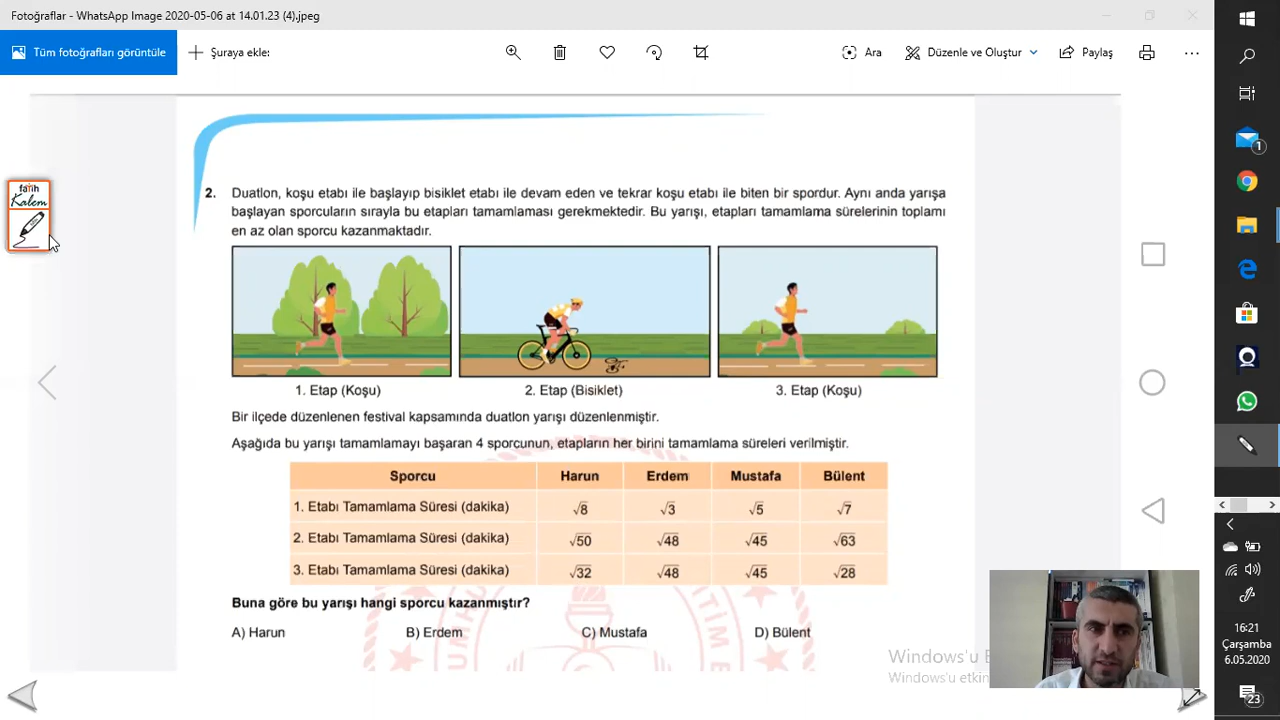 Fotoğraflar - WhatsApp Image 2020-05-06 at 14.01.23 (4).jpeg
Tüm fotoğrafları görüntüle
Şuraya ekle:
Ara
Düzenle ve Oluştur
Paylaş
1
fatih
Kalem
2. Duatlon, koşu etabı ile başlayıp bisiklet etabı ile devam eden ve tekrar koşu etabı ile biten bir spordur. Aynı anda yarışa
başlayan sporcuların sırayla bu etapları tamamlaması gerekmektedir. Bu yarışı, etapları tamamlama sürelerinin toplamı
en az olan sporcu kazanmaktadır.
1. Etap (Koşu) 2. Etap (Bisiklet) 3. Etap (Koşu)
Bir ilçede düzenlenen festival kapsamında duatlon yarışı düzenlenmiştir.
Aşağıda bu yarışı tamamlamayı başaran 4 sporcunun, etapların her birini tamamlama süreleri verilmiştir.
Sporcu Harun Erdem Mustafa Bülent
1. Etabı Tamamlama Süresi (dakika) √8 √3 √5 √7
2. Etabı Tamamlama Süresi (dakika) √50 √48 √45 √63
3. Etabı Tamamlama Süresi (dakika) √32 √48 √45 √28
Buna göre bu yarışı hangi sporcu kazanmıştır?
A) Harun B) Erdem C) Mustafa D) Bülent
Windows'u
Windows'u etkin
16:21
Çarşamba
6.05.2020
23